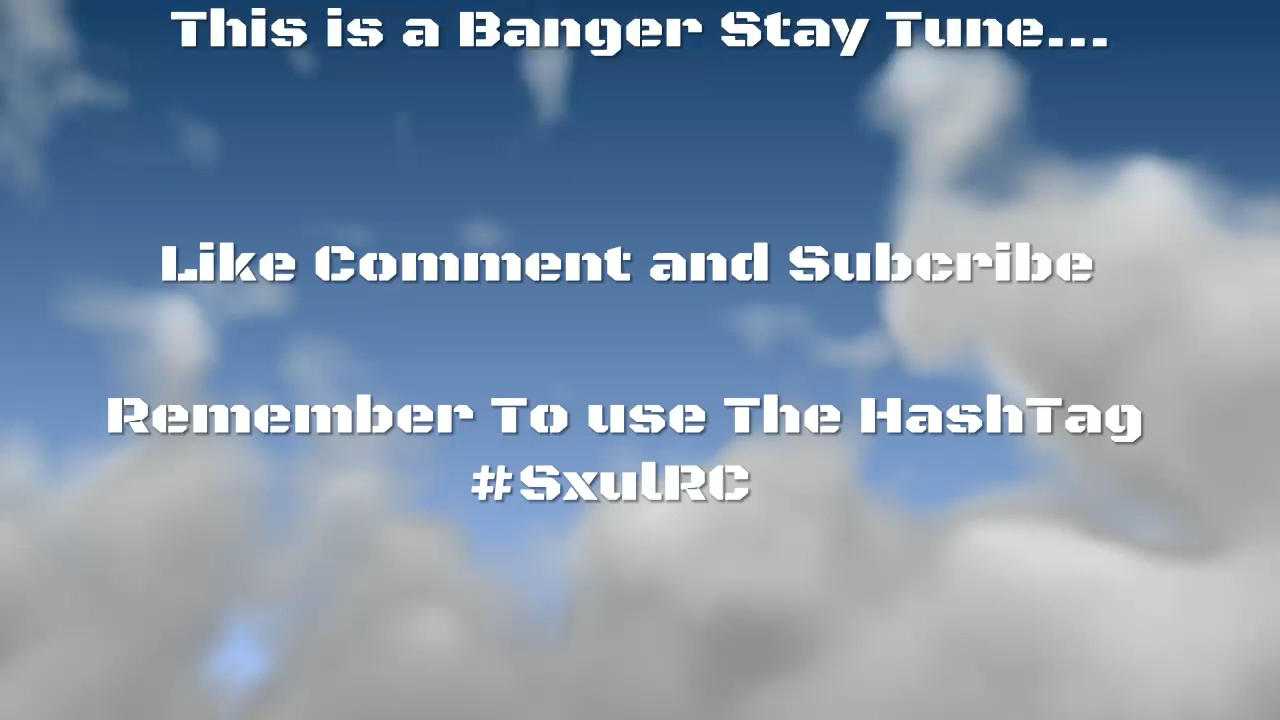 This is a Banger Stay Tune...
Like Comment and Subcribe
Remember To use The HashTag
#SxulRC